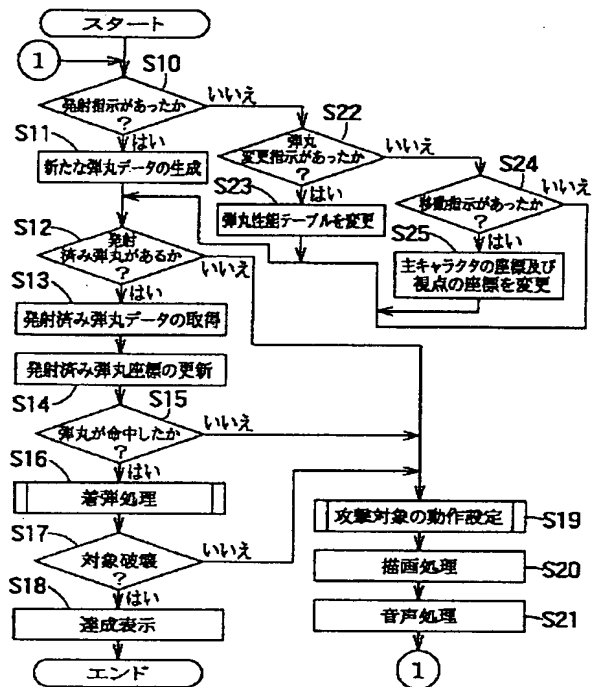 スタート
1
S10
発射指示があったか
?
いいえ
はい
S11
新たな弾丸データの生成
S22
弾丸
変更指示があったか
?
いいえ
はい
S23
弾丸性能テーブルを変更
S24
移動指示があったか
?
いいえ
はい
S25
主キャラクタの座標及び
視点の座標を変更
S12
発射
済み弾丸があるか
?
いいえ
はい
S13
発射済み弾丸データの取得
発射済み弾丸座標の更新
S14
S15
弾丸が命中したか
?
いいえ
はい
S16
着弾処理
S17
対象破壊
?
いいえ
はい
S18
達成表示
エンド
攻撃対象の動作設定
S19
描画処理
S20
音声処理
S21
1